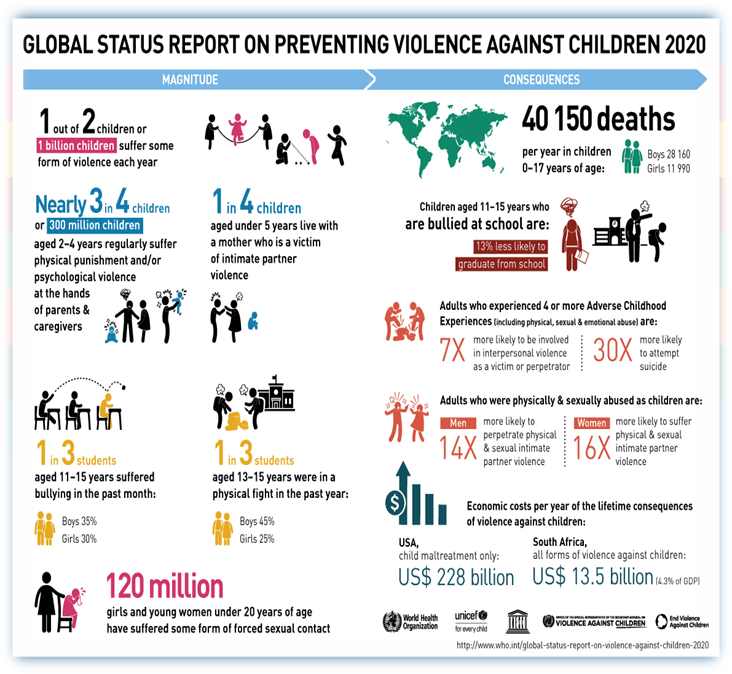 GLOBAL STATUS REPORT ON PREVENTING VIOLENCE AGAINST CHILDREN 2020
MAGNITUDE
1 out of 2 children or
1 billion children suffer some
form of violence each year
Nearly 3 in 4 children
or 300 million children
aged 2–4 years regularly suffer
physical punishment and/or
psychological violence
at the hands
of parents &
caregivers
1 in 4 children
aged under 5 years live with
a mother who is a victim
of intimate partner
violence
1 in 3 students
aged 11–15 years suffered
bullying in the past month:
Boys 35%
Girls 30%
1 in 3 students
aged 13–15 years were in a
physical fight in the past year:
Boys 45%
Girls 25%
120 million
girls and young women under 20 years of age
have suffered some form of forced sexual contact
CONSEQUENCES
40 150 deaths
per year in children
0–17 years of age:
Boys 28 160
Girls 11 990
Children aged 11–15 years who
are bullied at school are:
13% less likely to
graduate from school
Adults who experienced 4 or more Adverse Childhood
Experiences (including physical, sexual & emotional abuse) are:
7X
more likely to be involved
in interpersonal violence
as a victim or perpetrator
30X
more likely
to attempt
suicide
Adults who were physically & sexually abused as children are:
Men
14X
more likely to
perpetrate physical
& sexual intimate
partner violence
Women
16X
more likely to suffer
physical & sexual
intimate partner
violence
$
Economic costs per year of the lifetime consequences
of violence against children:
USA,
child maltreatment only:
US$ 228 billion
South Africa,
all forms of violence against children:
US$ 13.5 billion (4.3% of GDP)
World Health
Organization
unicef
for every child
OFFICE OF THE SPECIAL REPRESENTATIVE OF THE SECRETARY-GENERAL ON
VIOLENCE AGAINST CHILDREN
End Violence
Against Children
http://www.who.int/global-status-report-on-violence-against-children-2020